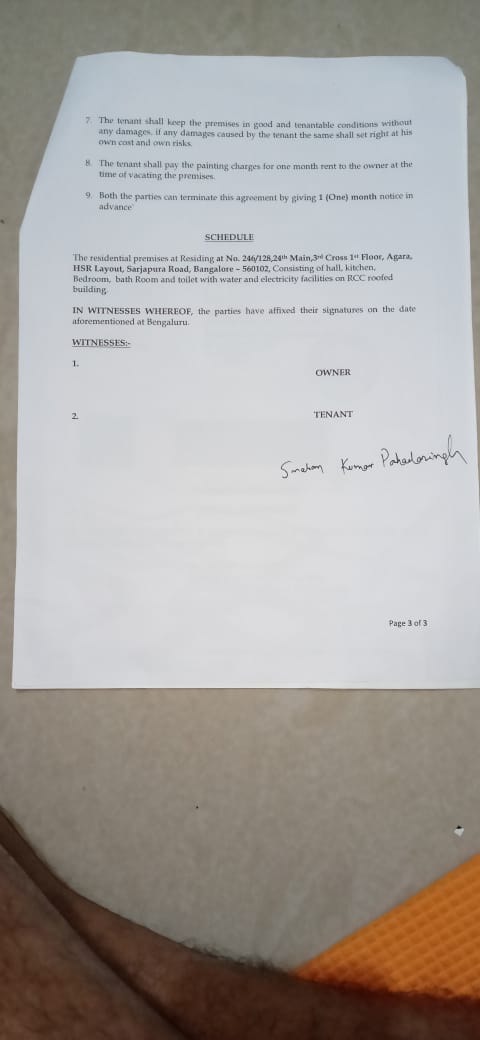 7. The tenant shall keep the premises in good and tenantable conditions without
any damages, if any damages caused by the tenant the same shall set right at his
own cost and own risks.
8. The tenant shall pay the painting charges for one month rent to the owner at the
time of vacating the premises.
9. Both the parties can terminate this agreement by giving 1 (One) month notice in
advance'
SCHEDULE
The residential premises at Residing at No. 246/128,24th Main,3rd Cross 1st Floor, Agara,
HSR Layout, Sarjapura Road, Bangalore – 560102, Consisting of hall, kitchen,
Bedroom, bath Room and toilet with water and electricity facilities on RCC roofed
building.
IN WITNESSES WHEREOF, the parties have affixed their signatures on the date
aforementioned at Bengaluru.
WITNESSES:-
1.
OWNER
2.
TENANT
Kumar
Page 3 of 3